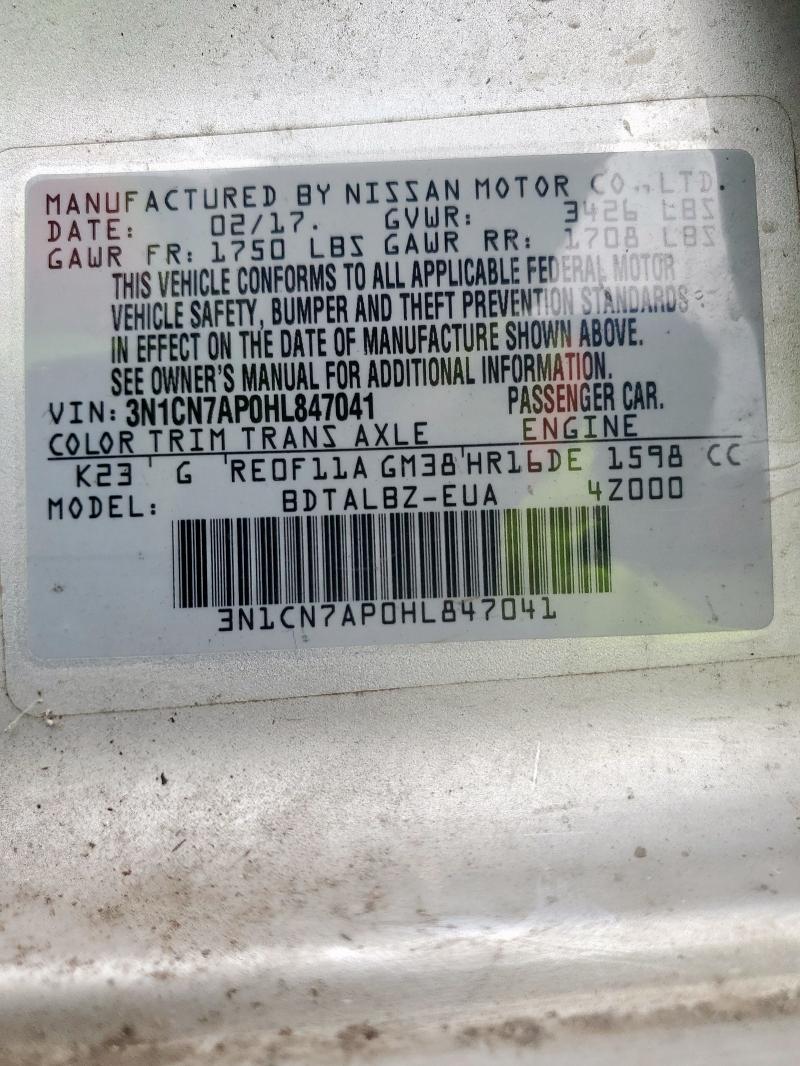 MANUFACTURED BY NISSAN MOTOR CO., LTD.
DATE: 02/17. GVWR: 3426 LBS
GAWR FR: 1750 LBS GAWR RR: 1708 LBS
THIS VEHICLE CONFORMS TO ALL APPLICABLE FEDERAL MOTOR
VEHICLE SAFETY, BUMPER AND THEFT PREVENTION STANDARDS
IN EFFECT ON THE DATE OF MANUFACTURE SHOWN ABOVE.
SEE OWNER'S MANUAL FOR ADDITIONAL INFORMATION.
VIN: 3N1CN7AP0HL847041 PASSENGER CAR.
COLOR TRIM TRANS AXLE ENGINE
K23 ' G RE0F11A GM38'HR16DE 1598 CC
MODEL: BDTALBZ-EUA 4Z000
3N1CN7AP0HL847041